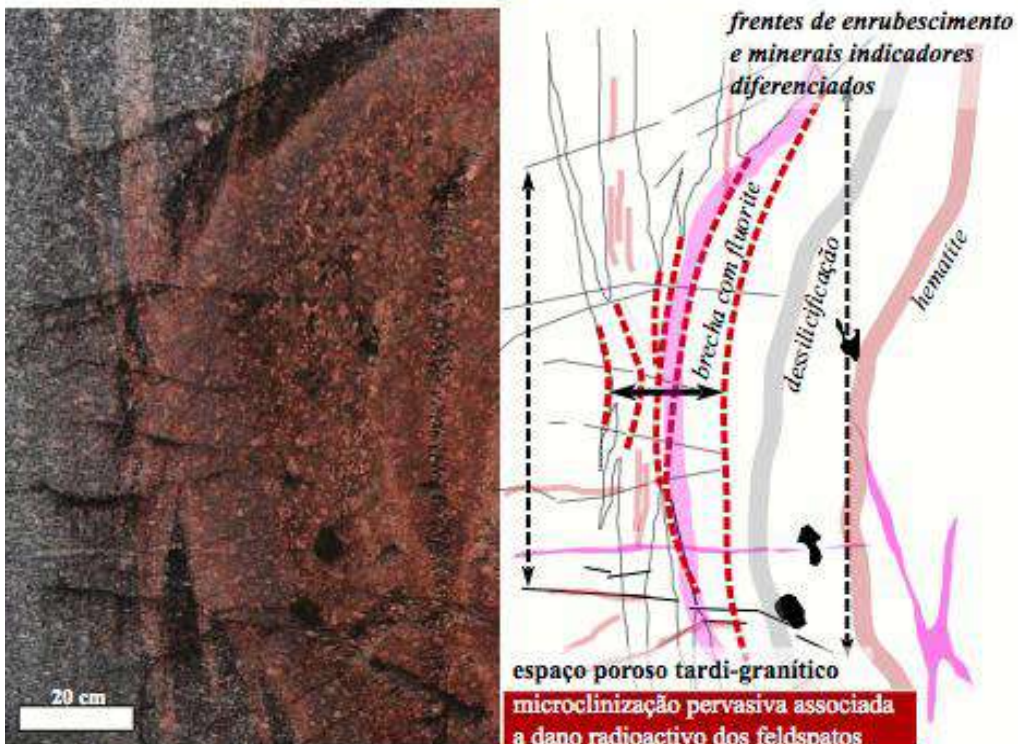 frentes de enrubescimento
e minerais indicadores
diferenciados
brecha com fluorite
dessilicificação
hematite
20 cm
espaço poroso tardi-granítico
microclinização pervasiva associada
a dano radioactivo dos feldspatos